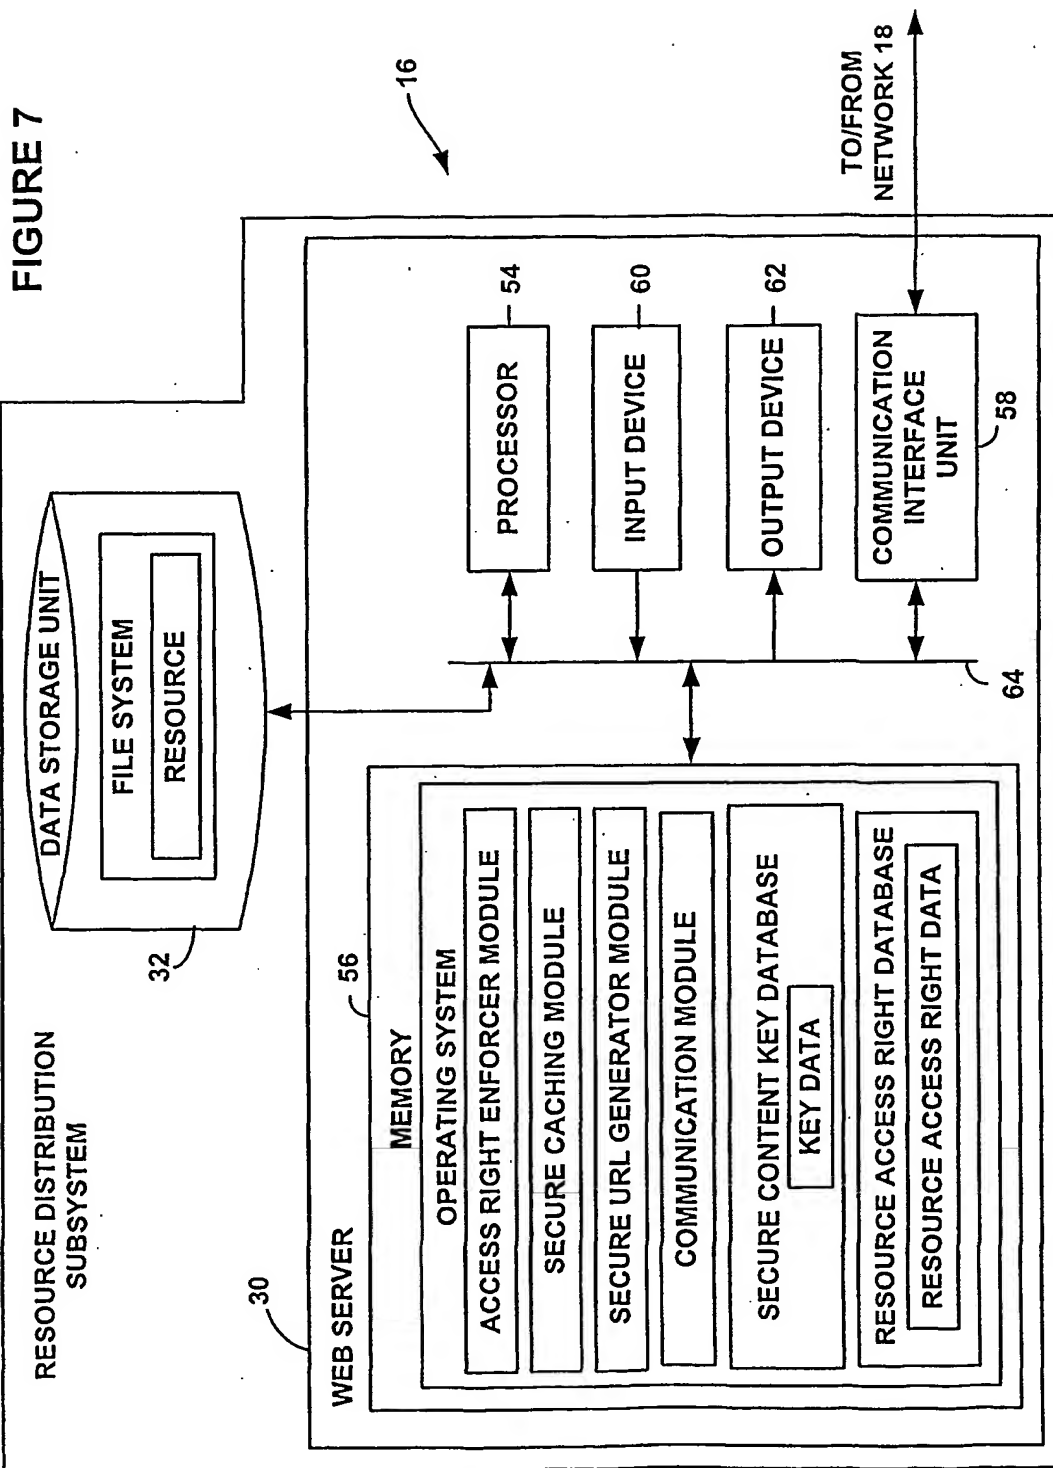 FIGURE 7
RESOURCE DISTRIBUTION
SUBSYSTEM
16
DATA STORAGE UNIT
FILE SYSTEM
RESOURCE
32
30
WEB SERVER
56
MEMORY
OPERATING SYSTEM
ACCESS RIGHT ENFORCER MODULE
SECURE CACHING MODULE
SECURE URL GENERATOR MODULE
COMMUNICATION MODULE
SECURE CONTENT KEY DATABASE
KEY DATA
RESOURCE ACCESS RIGHT DATABASE
RESOURCE ACCESS RIGHT DATA
PROCESSOR
54
INPUT DEVICE
60
OUTPUT DEVICE
62
COMMUNICATION
INTERFACE
UNIT
58
64
TO/FROM
NETWORK 18